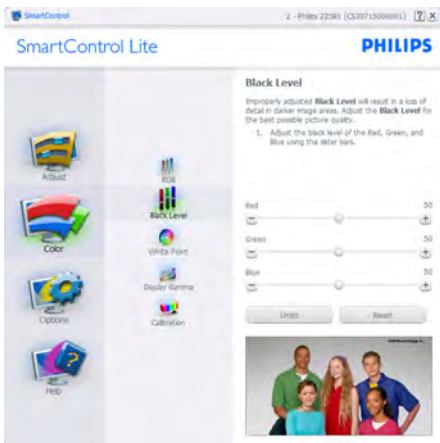 SmartControl
2 - Philips 225B1 (CS30715000001)
SmartControl Lite
PHILIPS
Adjust
Color
Options
Help
RGB
Black Level
White Point
Display Gamma
Calibration
Black Level
Improperly adjusted Black Level will result in a loss of
detail in darker image areas. Adjust the Black Level for
the best possible picture quality.
1. Adjust the black level of the Red, Green, and
Blue using the slider bars.
Red 50
Green 50
Blue 50
Undo Reset